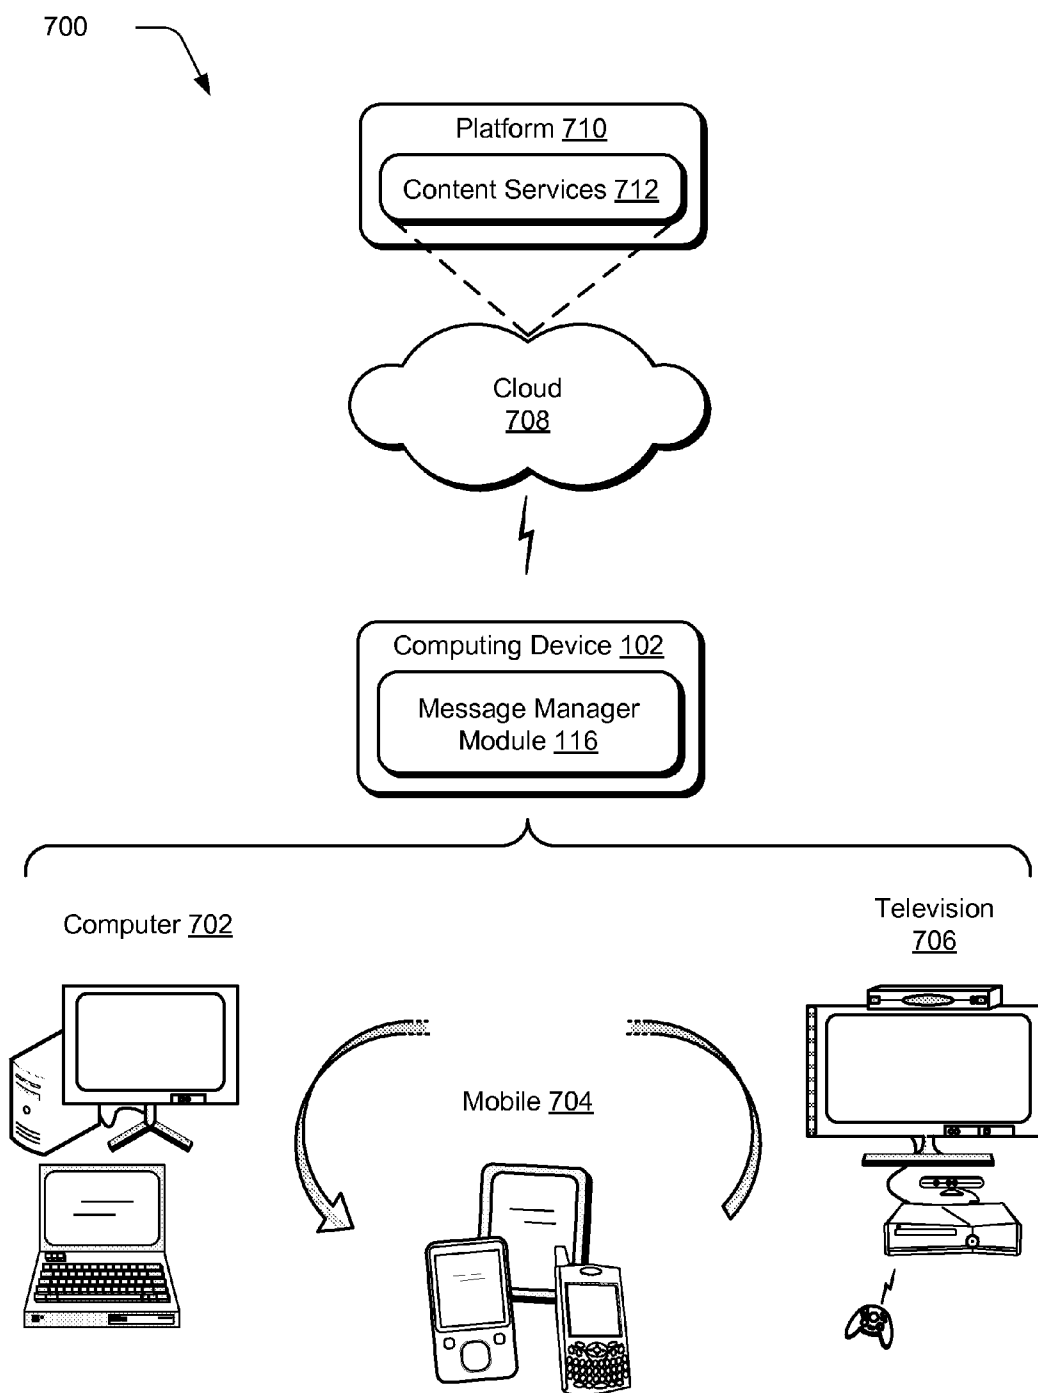 700
Platform 710
Content Services 712
Cloud
708
Computing Device 102
Message Manager
Module 116
Computer 702
Television
706
Mobile 704